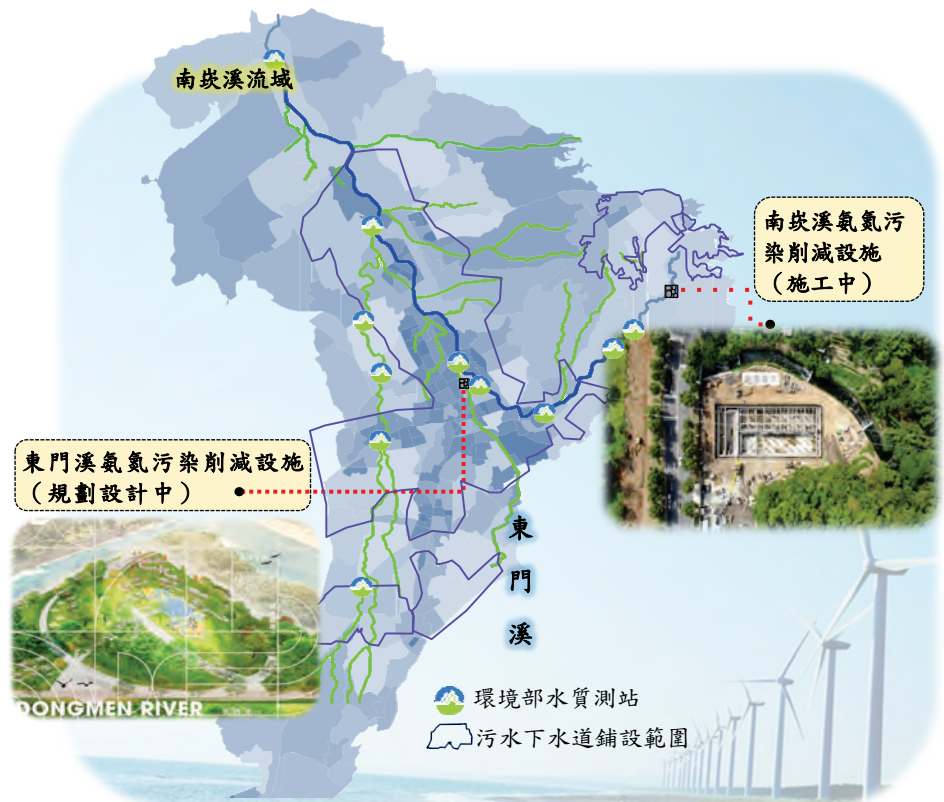 南崁溪流域
南崁溪氨氮污
染削減設施
（施工中）
東門溪氨氮污染削減設施
（規劃設計中）
東
門
溪
DONGMEN RIVER
環境部水質測站
污水下水道鋪設範圍